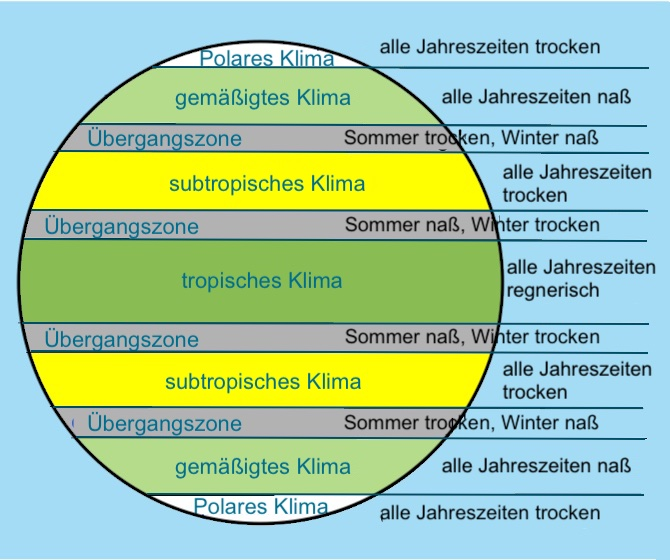 Polares Klima alle Jahreszeiten trocken
gemäßigtes Klima alle Jahreszeiten naß
Übergangszone Sommer trocken, Winter naß
subtropisches Klima alle Jahreszeiten
trocken
Übergangszone Sommer naß, Winter trocken
tropisches Klima alle Jahreszeiten
regnerisch
Übergangszone Sommer naß, Winter trocken
subtropisches Klima alle Jahreszeiten
trocken
Übergangszone Sommer trocken, Winter naß
gemäßigtes Klima alle Jahreszeiten naß
Polares Klima alle Jahreszeiten trocken